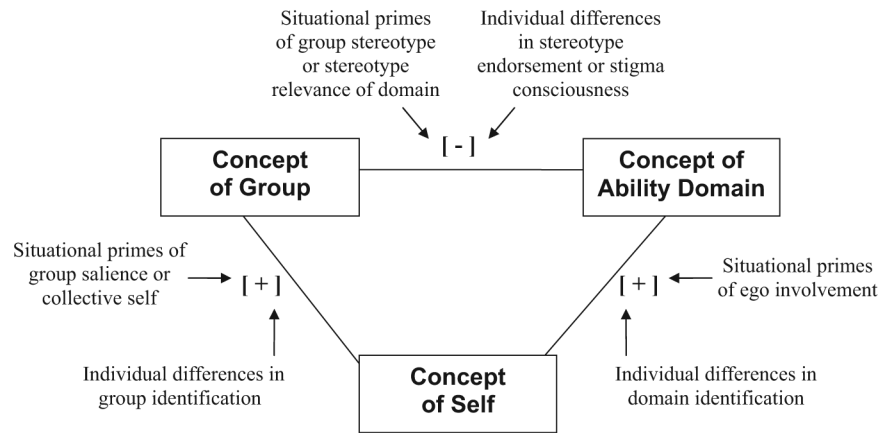 Situational primes
of group stereotype
or stereotype
relevance of domain
Individual differences
in stereotype
endorsement or stigma
consciousness
[ - ]
Concept
of Group
Concept of
Ability Domain
Situational primes of
group salience or
collective self
[ + ]
[ + ]
Situational primes
of ego involvement
Individual differences in
group identification
Concept
of Self
Individual differences in
domain identification